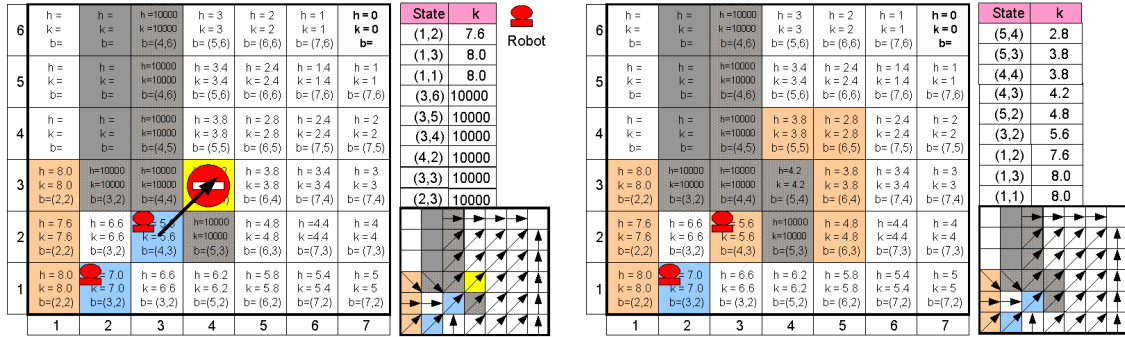 6
h = h = h=10000 h = 3 h = 2 h = 1 h = 0
k = k = k =10000 k = 3 k = 2 k = 1 k = 0
b= b= b=(4,6) b= (5,6) b= (6,6) b= (7,6) b=
5
h = h = h=10000 h = 3.4 h = 2.4 h = 1.4 h = 1
k = k = k=10000 k = 3.4 k = 2.4 k = 1.4 k = 1
b= b= b=(4,6) b= (5,6) b= (6,6) b= (7,6) b= (7,6)
4
h = h = h=10000 h = 3.8 h = 2.8 h = 2.4 h = 2
k = k = k=10000 k = 3.8 k = 2.8 k = 2.4 k = 2
b= b= b=(4,5) b= (5,5) b= (6,5) b= (7,5) b= (7,5)
3
h = 8.0 h=10000 h=10000 h = 3.8 h = 3.4 h = 3
k = 8.0 k=10000 k=10000 k = 3.8 k = 3.4 k = 3
b=(2,2) b=(3,2) b=(4,4) b= (6,4) b= (7,4) b= (7,4)
2
h = 7.6 h = 6.6 h=10000 h = 4.8 h =4.4 h = 4
k = 7.6 k = 6.6 = 5.6 k=10000 k = 4.8 k =4.4 k = 4
b=(2,2) b= (3,2) b=(4,3) b=(5,3) b=(6,3) b= (7,3) b= (7,3)
1
h = 8.0 = 7.0 h = 6.6 h = 6.2 h = 5.8 h = 5.4 h = 5
k = 8.0 k = 7.0 k = 6.6 k = 6.2 k = 5.8 k = 5.4 k = 5
b= (2,2) b= (3,2) b= (3,2) b= (5,2) b= (6,2) b= (7,2) b= (7,2)
1 2 3 4 5 6 7
State k
(1,2) 7.6
(1,3) 8.0
(1,1) 8.0
(3,6) 10000
(3,5) 10000
(3,4) 10000
(4,2) 10000
(3,3) 10000
(2,3) 10000
Robot
6
h = h = h=10000 h = 3 h = 2 h = 1 h = 0
k = k = k =10000 k = 3 k = 2 k = 1 k = 0
b= b= b=(4,6) b= (5,6) b= (6,6) b= (7,6) b=
5
h = h = h=10000 h = 3.4 h = 2.4 h = 1.4 h = 1
k = k = k=10000 k = 3.4 k = 2.4 k = 1.4 k = 1
b= b= b=(4,6) b= (5,6) b= (6,6) b= (7,6) b= (7,6)
4
h = h = h=10000 h = 3.8 h = 2.8 h = 2.4 h = 2
k = k = k=10000 k = 3.8 k = 2.8 k = 2.4 k = 2
b= b= b=(4,5) b= (5,5) b= (6,5) b= (7,5) b= (7,5)
3
h = 8.0 h=10000 h=10000 h=4.2 h = 3.8 h = 3.4 h = 3
k = 8.0 k=10000 k=10000 k = 4.2 k = 3.8 k = 3.4 k = 3
b=(2,2) b=(3,2) b=(4,4) b=(5,4) b= (6,4) b= (7,4) b= (7,4)
2
h = 7.6 h = 6.6 = 5.6 h=10000 h = 4.8 h =4.4 h = 4
k = 7.6 k = 6.6 = 5.6 k=10000 k = 4.8 k =4.4 k = 4
b=(2,2) b= (3,2) b=(4,3) b=(5,3) b=(6,3) b= (7,3) b= (7,3)
1
h = 8.0 = 7.0 h = 6.6 h = 6.2 h = 5.8 h = 5.4 h = 5
k = 8.0 k = 7.0 k = 6.6 k = 6.2 k = 5.8 k = 5.4 k = 5
b= (2,2) b= (3,2) b= (3,2) b= (5,2) b= (6,2) b= (7,2) b= (7,2)
1 2 3 4 5 6 7
State k
(5,4) 2.8
(5,3) 3.8
(4,4) 3.8
(4,3) 4.2
(5,2) 4.8
(3,2) 5.6
(1,2) 7.6
(1,3) 8.0
(1,1) 8.0